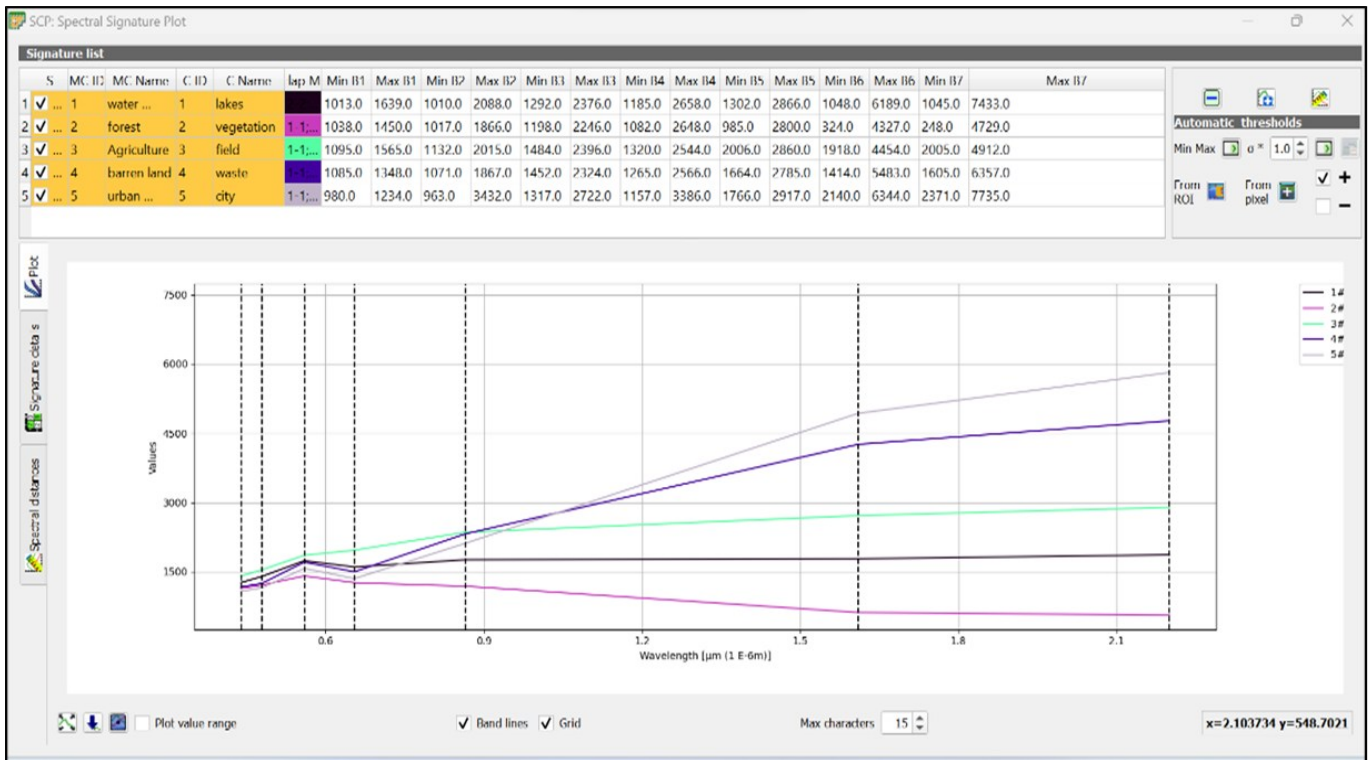 SCP: Spectral Signature Plot
Signature list
S MC ID MC Name C ID C Name lap M Min B1 Max B1 Min B2 Max B2 Min B3 Max B3 Min B4 Max B4 Min B5 Max B5 Min B6 Max B6 Min B7 Max B7
1 ... 1 water ... 1 lakes 1013.0 1639.0 1010.0 2088.0 1292.0 2376.0 1185.0 2658.0 1302.0 2866.0 1048.0 6189.0 1045.0 7433.0
2 ... 2 forest 2 vegetation 1-1;... 1038.0 1450.0 1017.0 1866.0 1198.0 2246.0 1082.0 2648.0 985.0 2800.0 324.0 4327.0 248.0 4729.0
3 ... 3 Agriculture 3 field 1-1;... 1095.0 1565.0 1132.0 2015.0 1484.0 2396.0 1320.0 2544.0 2006.0 2860.0 1918.0 4454.0 2005.0 4912.0
4 ... 4 barren land 4 waste 1-1;... 1085.0 1348.0 1071.0 1867.0 1452.0 2324.0 1265.0 2566.0 1664.0 2785.0 1414.0 5483.0 1605.0 6357.0
5 ... 5 urban ... 5 city 1-1;... 980.0 1234.0 963.0 3432.0 1317.0 2722.0 1157.0 3386.0 1766.0 2917.0 2140.0 6344.0 2371.0 7735.0
Automatic thresholds
Min Max σ * 1.0
From ROI From pixel + −
Plot
Signature details
Spectral distances
7500
6000
4500
3000
1500
Values
0.6 0.9 1.2 1.5 1.8 2.1
Wavelength [µm (1 E-6m)]
1#
2#
3#
4#
5#
Plot value range Band lines Grid Max characters 15 x=2.103734 y=548.7021